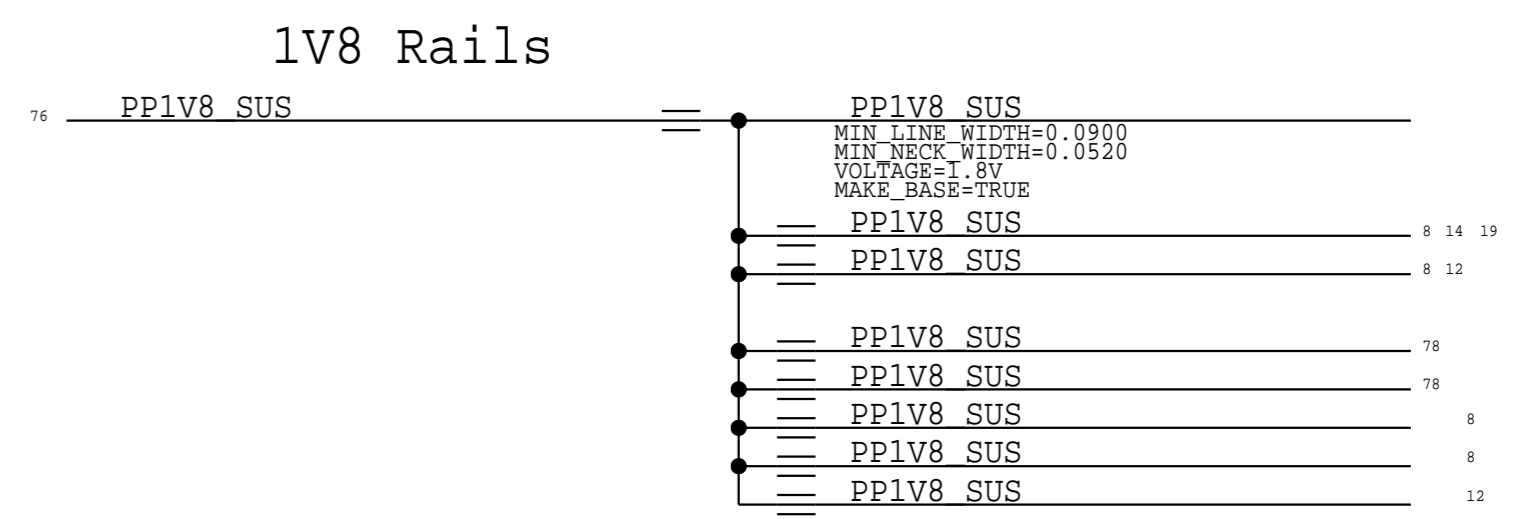 1V8 Rails
76 PP1V8_SUS PP1V8_SUS
MIN_LINE_WIDTH=0.0900
MIN_NECK_WIDTH=0.0520
VOLTAGE=1.8V
MAKE_BASE=TRUE
PP1V8_SUS 8 14 19
PP1V8_SUS 8 12
PP1V8_SUS 78
PP1V8_SUS 78
PP1V8_SUS 8
PP1V8_SUS 8
PP1V8_SUS 12